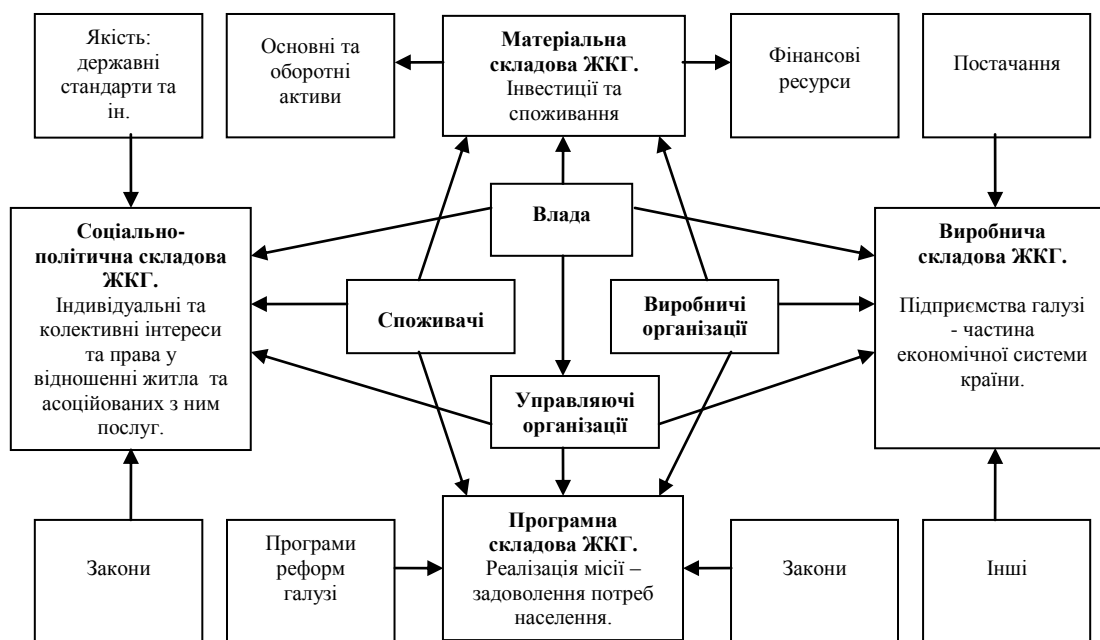 Якість:
державні
стандарти та
ін.
Основні та
оборотні
активи
Матеріальна
складова ЖКГ.
Інвестиції та
споживання
Фінансові
ресурси
Постачання
Соціально-
політична складова
ЖКГ.
Індивідуальні та
колективні інтереси
та права у
відношенні житла та
асоційованих з ним
послуг.
Влада
Споживачі
Виробничі
організації
Управляючі
організації
Виробнича
складова ЖКГ.
Підприємства галузі
- частина
економічної системи
країни.
Закони
Програми
реформ
галузі
Програмна
складова ЖКГ.
Реалізація місії –
задоволення потреб
населення.
Закони
Інші